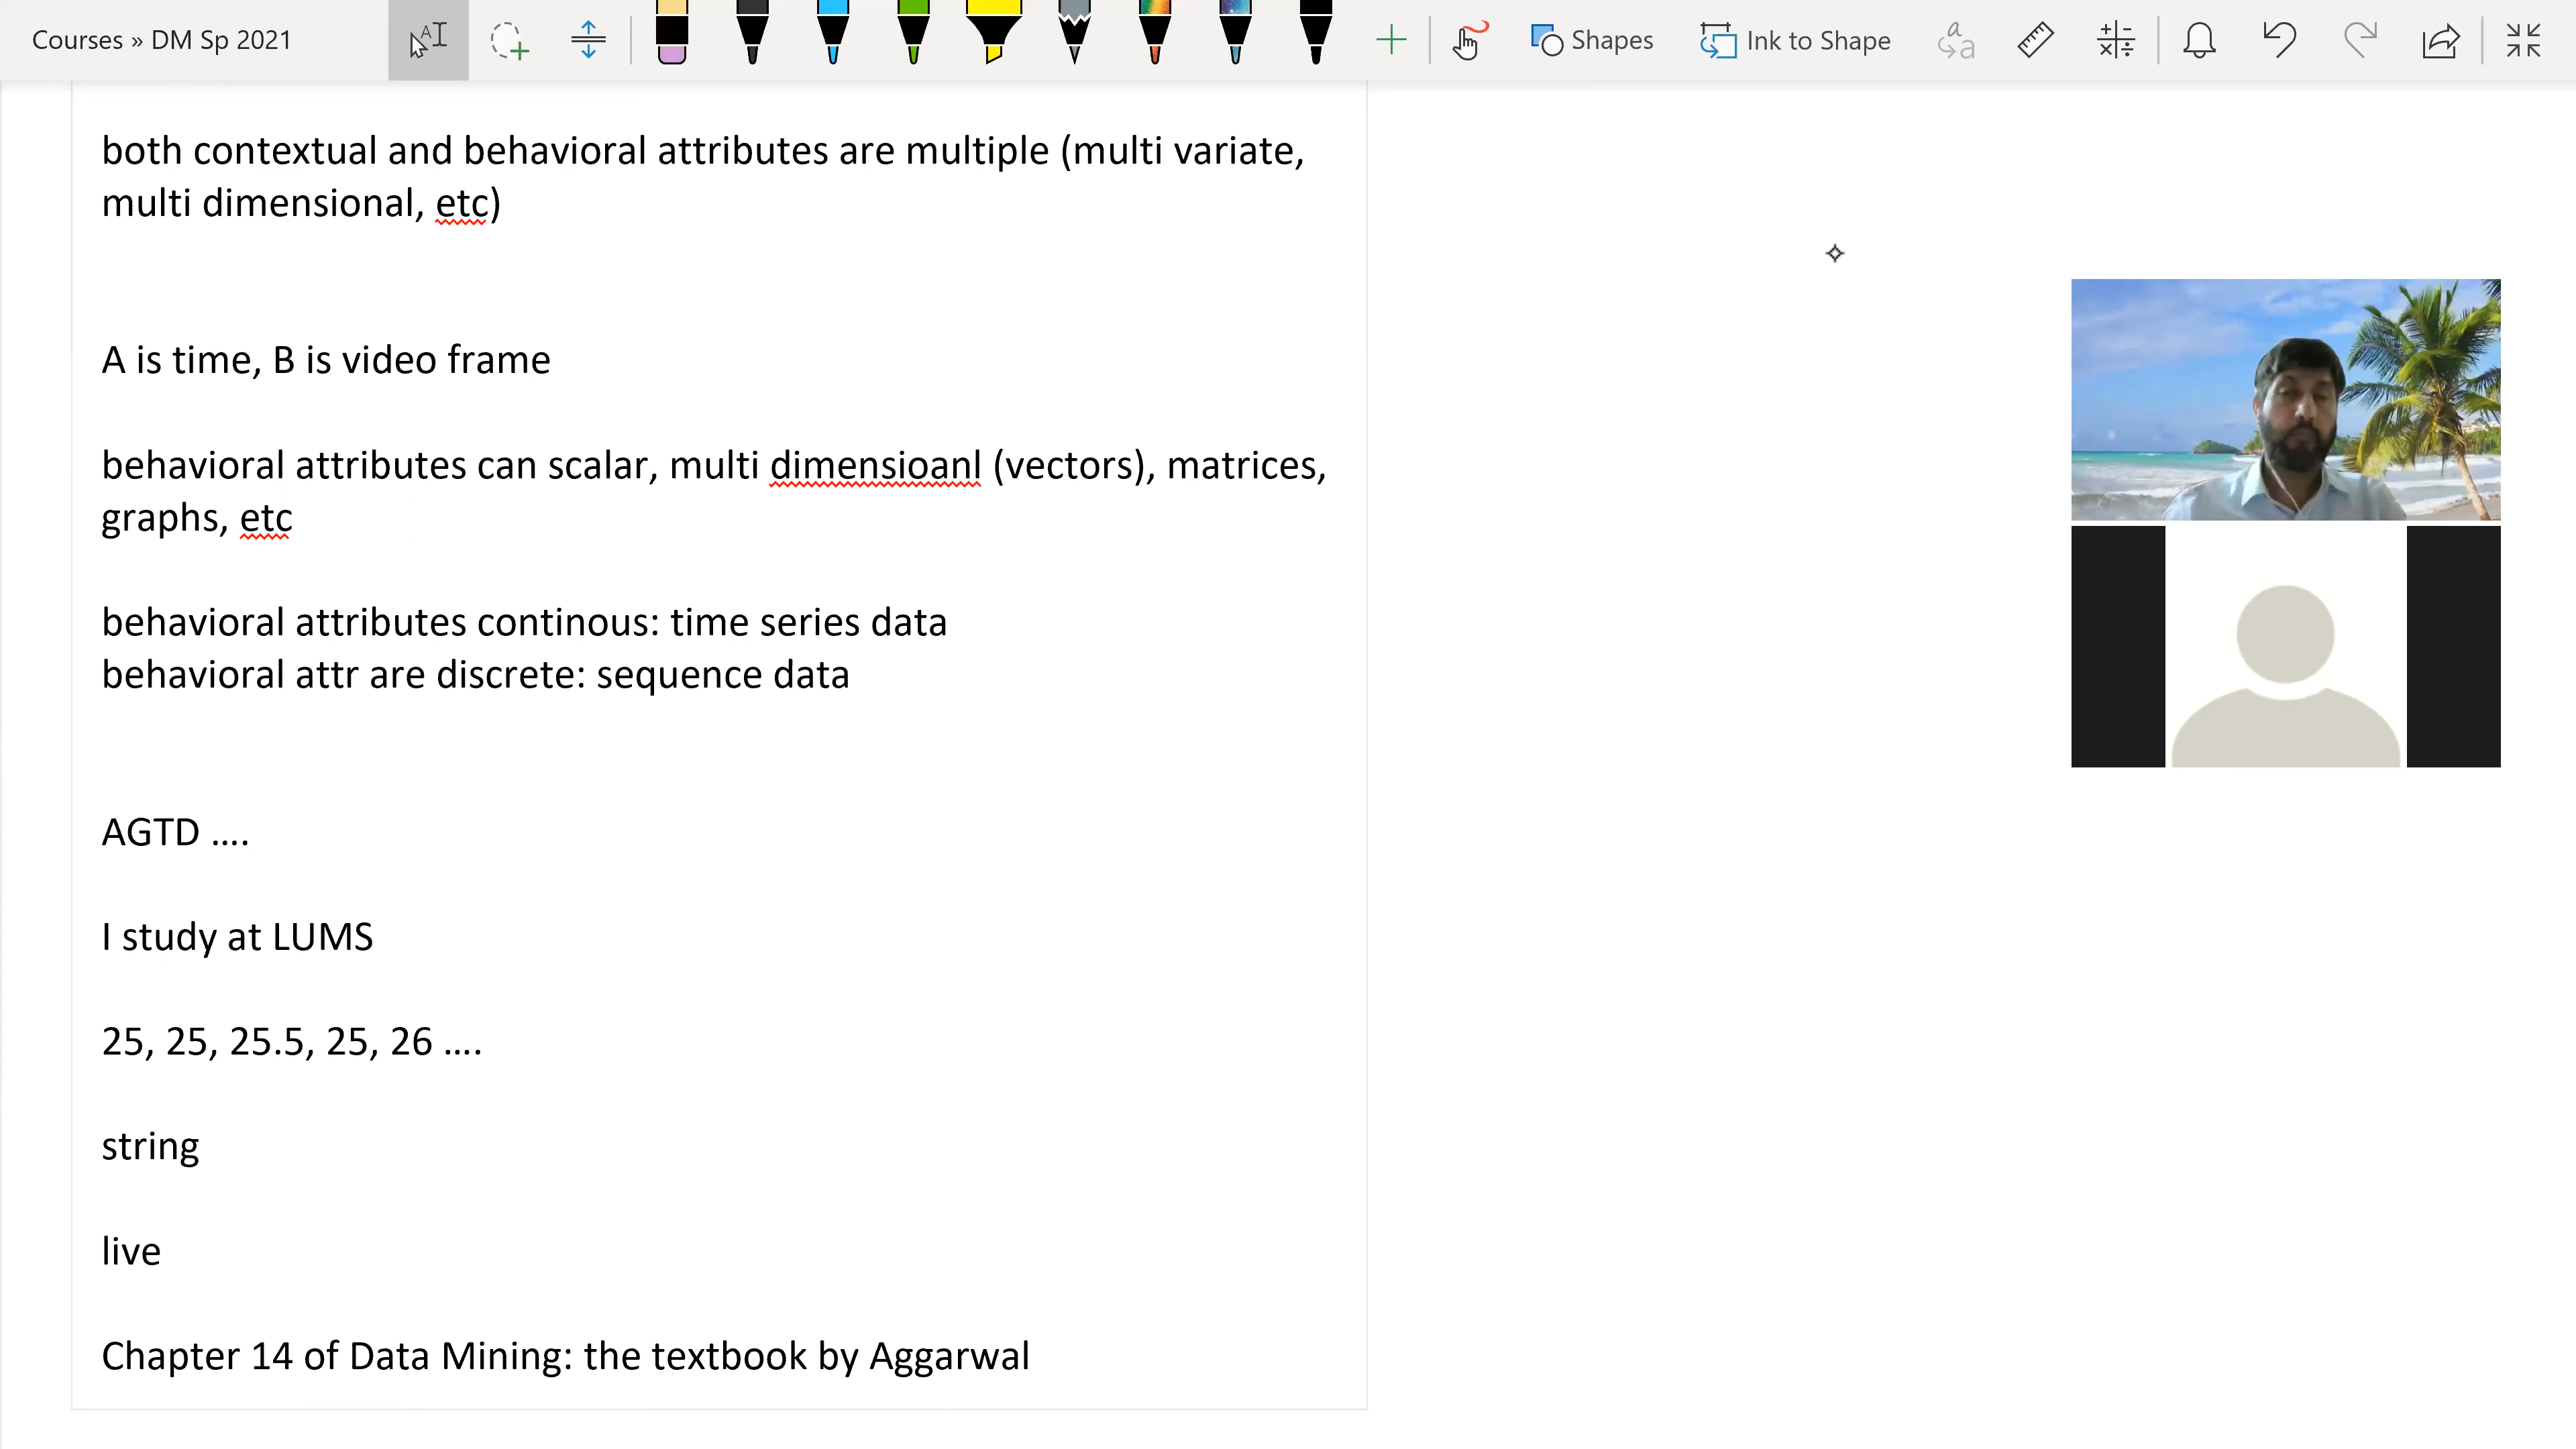 Courses » DM Sp 2021
Shapes
Ink to Shape
both contextual and behavioral attributes are multiple (multi variate,
multi dimensional, etc)
A is time, B is video frame
behavioral attributes can scalar, multi dimensioanl (vectors), matrices,
graphs, etc
behavioral attributes continous: time series data
behavioral attr are discrete: sequence data
AGTD ....
I study at LUMS
25, 25, 25.5, 25, 26 ....
string
live
Chapter 14 of Data Mining: the textbook by Aggarwal